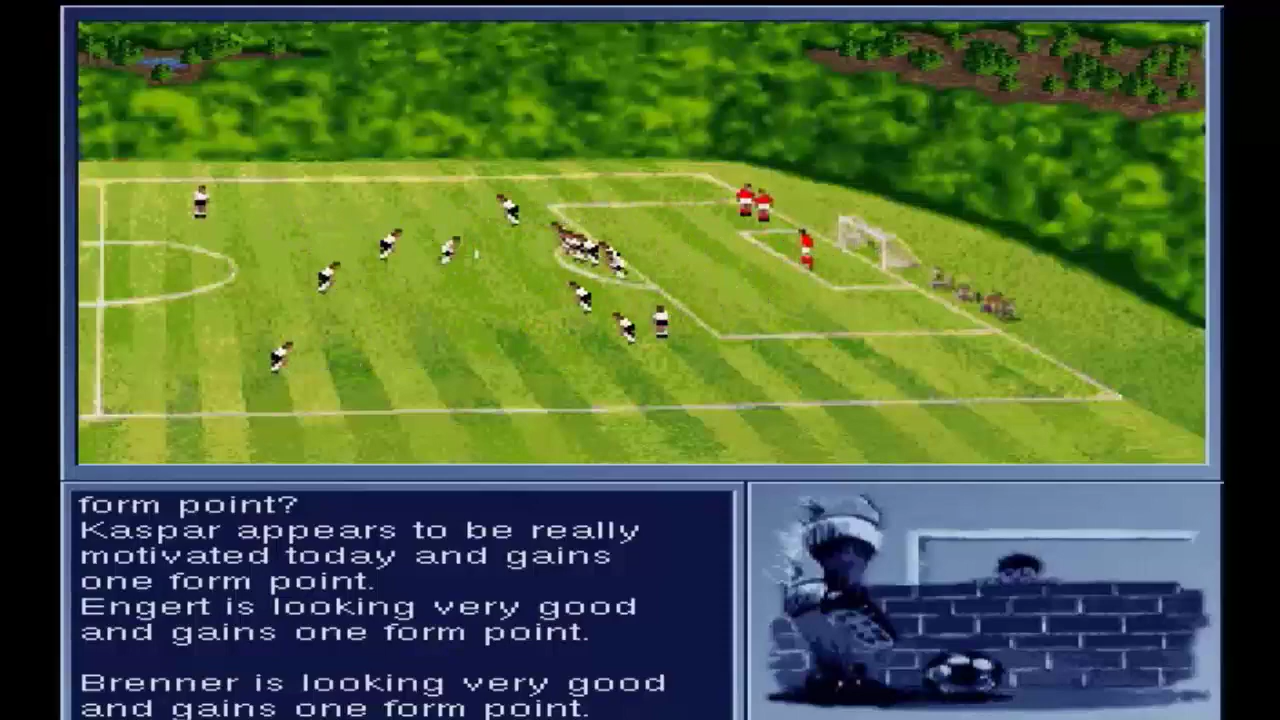 form point?
Kaspar appears to be really
motivated today and gains
one form point.
Engert is looking very good
and gains one form point.
Brenner is looking very good
and gains one form point.